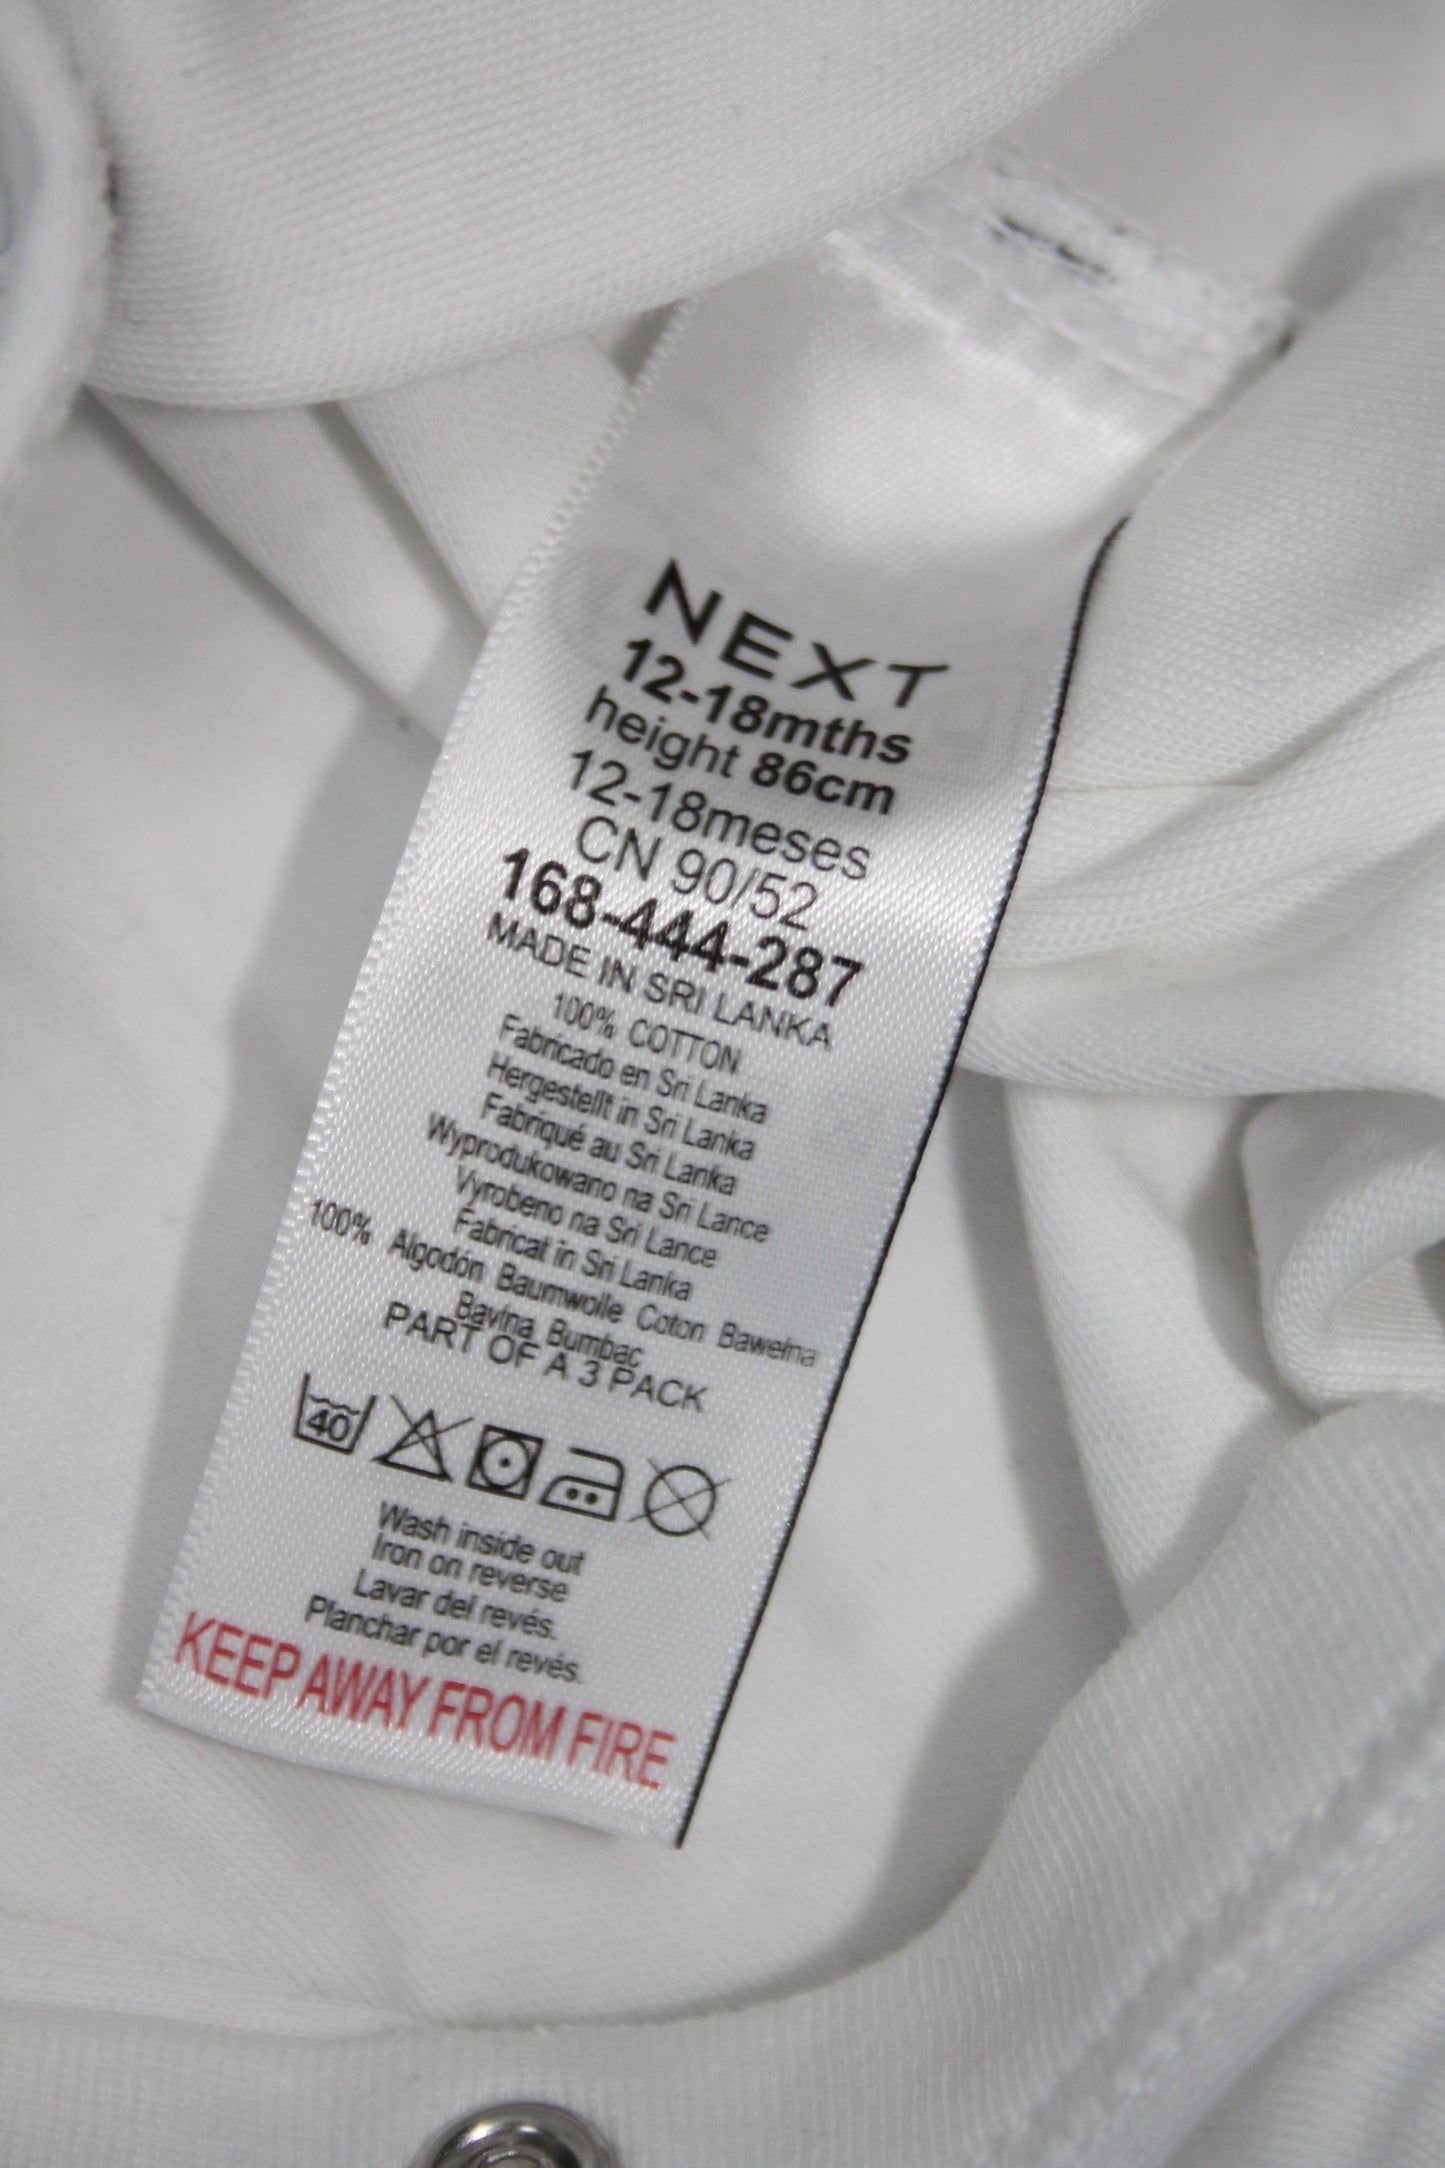 NEXT
12-18mths
height 86cm
12-18meses
CN 90/52
168-444-287
MADE IN SRI LANKA
100% COTTON
Fabricado en Sri Lanka
Hergestellt in Sri Lanka
Fabriqué au Sri Lanka
Wyprodukowano na Sri Lance
Vyrobeno na Sri Lance
Fabricat in Sri Lanka
100% Algodón Baumwolle Coton Bawełna
Bavlna Bumbac
PART OF A 3 PACK
40
Wash inside out
Iron on reverse
Lavar del revés.
Planchar por el revés.
KEEP AWAY FROM FIRE